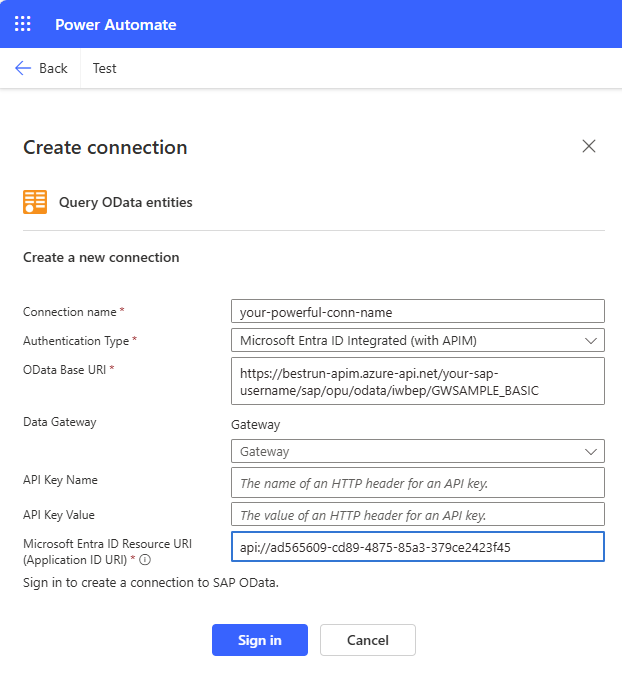 Power Automate
Back
Test
Create connection
Query OData entities
Create a new connection
Connection name *
your-powerful-conn-name
Authentication Type *
Microsoft Entra ID Integrated (with APIM)
OData Base URI *
https://bestrun-apim.azure-api.net/your-sap-
username/sap/opu/odata/iwbep/GWSAMPLE_BASIC
Data Gateway
Gateway
Gateway
API Key Name
The name of an HTTP header for an API key.
API Key Value
The value of an HTTP header for an API key.
Microsoft Entra ID Resource URI
(Application ID URI) *
api://ad565609-cd89-4875-85a3-379ce2423f45
Sign in to create a connection to SAP OData.
Sign in
Cancel